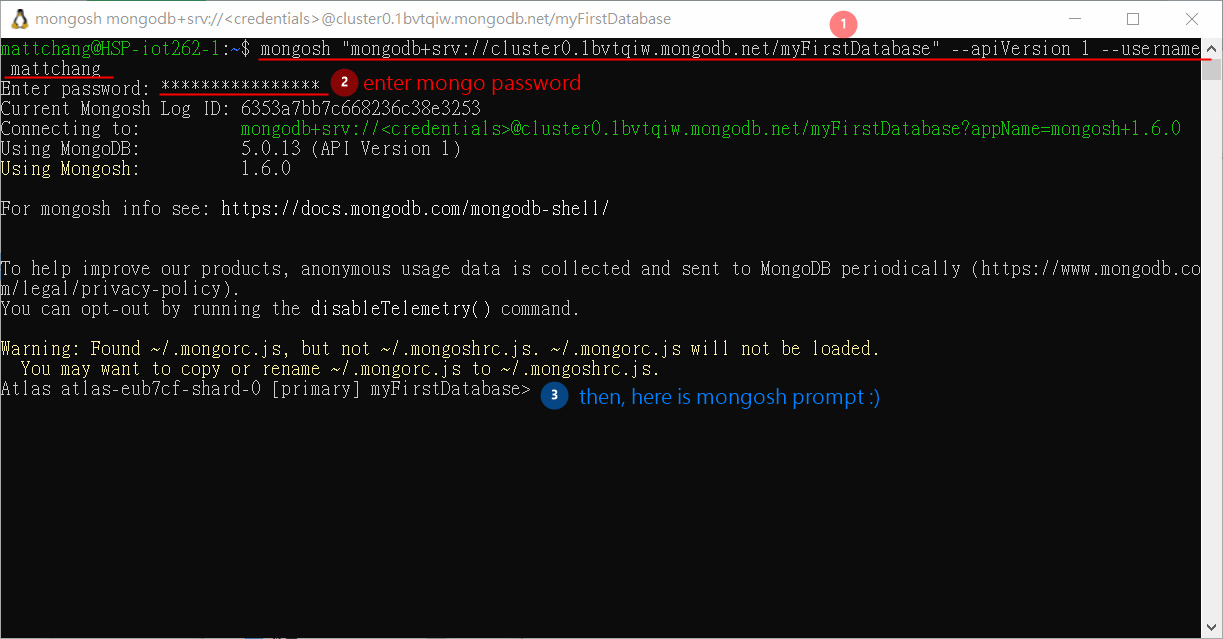 mongosh mongodb+srv://<credentials>@cluster0.1bvtqiw.mongodb.net/myFirstDatabase
1
mattchang@HSP-iot262-1:~$ mongosh "mongodb+srv://cluster0.1bvtqiw.mongodb.net/myFirstDatabase" --apiVersion 1 --username
mattchang
Enter password: ****************
2 enter mongo password
Current Mongosh Log ID: 6353a7bb7c668236c38e3253
Connecting to: mongodb+srv://<credentials>@cluster0.1bvtqiw.mongodb.net/myFirstDatabase?appName=mongosh+1.6.0
Using MongoDB: 5.0.13 (API Version 1)
Using Mongosh: 1.6.0
For mongosh info see: https://docs.mongodb.com/mongodb-shell/
To help improve our products, anonymous usage data is collected and sent to MongoDB periodically (https://www.mongodb.co
m/legal/privacy-policy).
You can opt-out by running the disableTelemetry() command.
Warning: Found ~/.mongorc.js, but not ~/.mongoshrc.js. ~/.mongorc.js will not be loaded.
You may want to copy or rename ~/.mongorc.js to ~/.mongoshrc.js.
Atlas atlas-eub7cf-shard-0 [primary] myFirstDatabase>
3 then, here is mongosh prompt :)